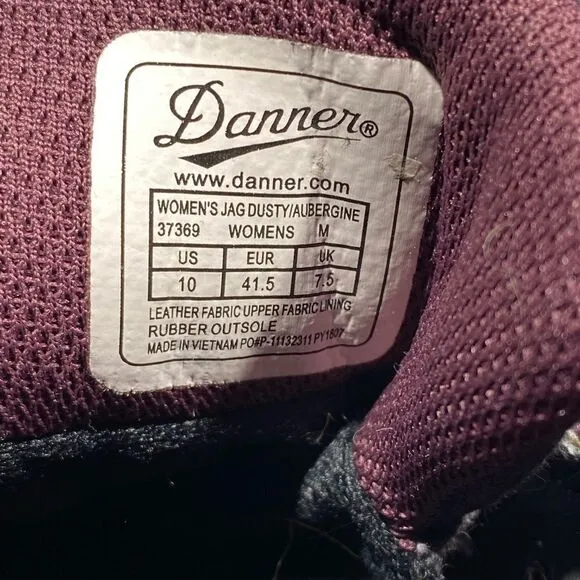 Danner®
www.danner.com
WOMEN'S JAG DUSTY/AUBERGINE
37369 WOMENS M
US EUR UK
10 41.5 7.5
LEATHER FABRIC UPPER FABRIC LINING
RUBBER OUTSOLE
MADE IN VIETNAM PO#P-11132311 PY1807